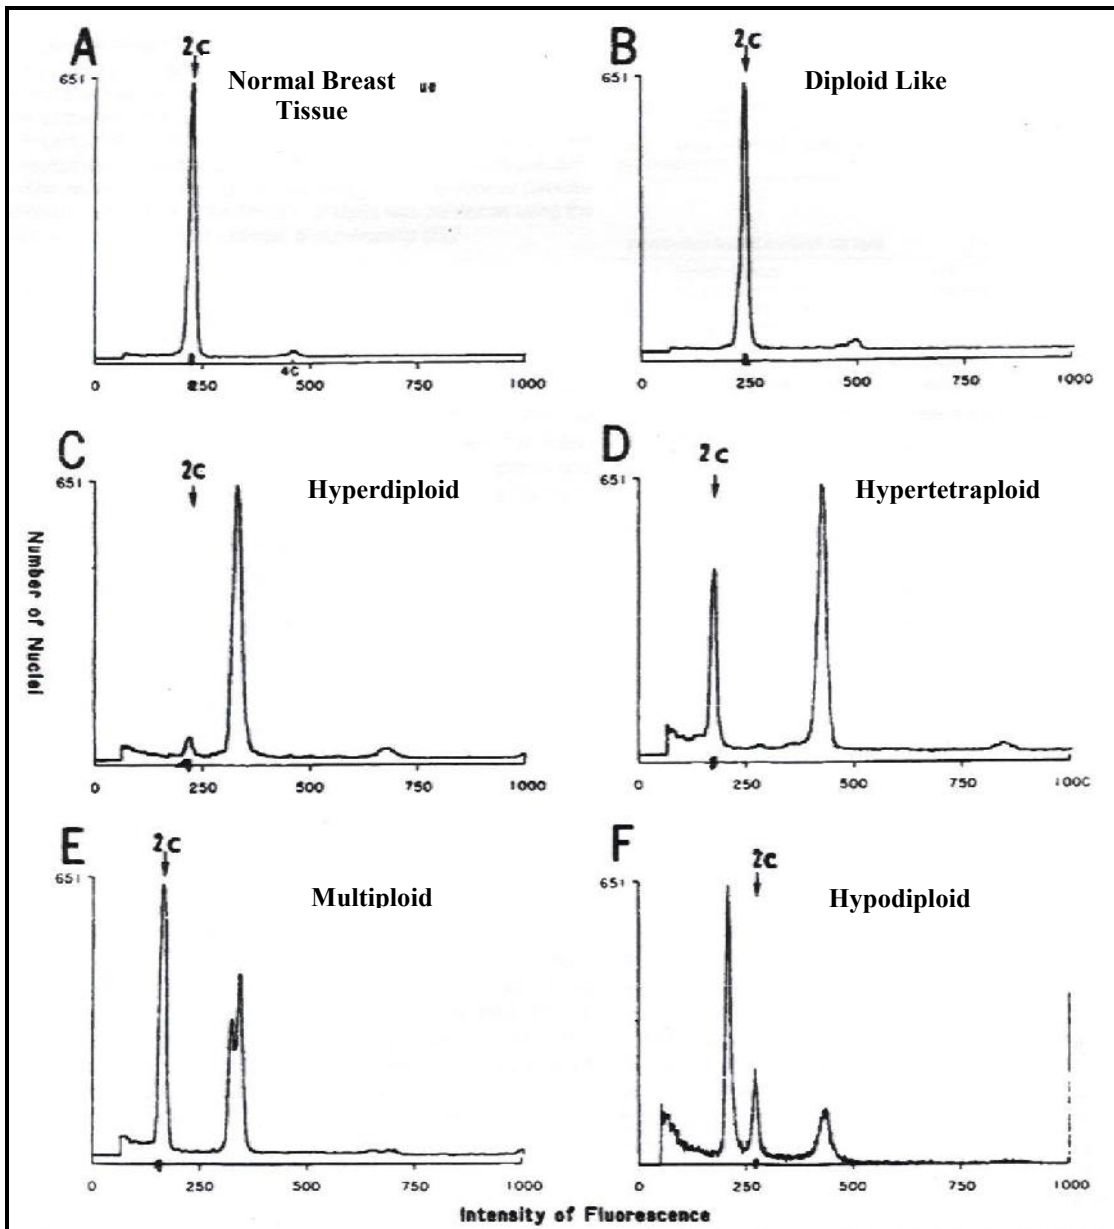 A
2C
651
Normal Breast ue
Tissue
4C
0 250 500 750 1000
B
2C
651
Diploid Like
0 250 500 750 1000
C
2C
651
Hyperdiploid
0 250 500 750 1000
D
2C
651
Hypertetraploid
0 250 500 750 1000
Number of Nuclei
E
2C
651
Multiploid
0 250 500 750 1000
F
2C
651
Hypodiploid
0 250 500 750 1000
Intensity of Fluorescence